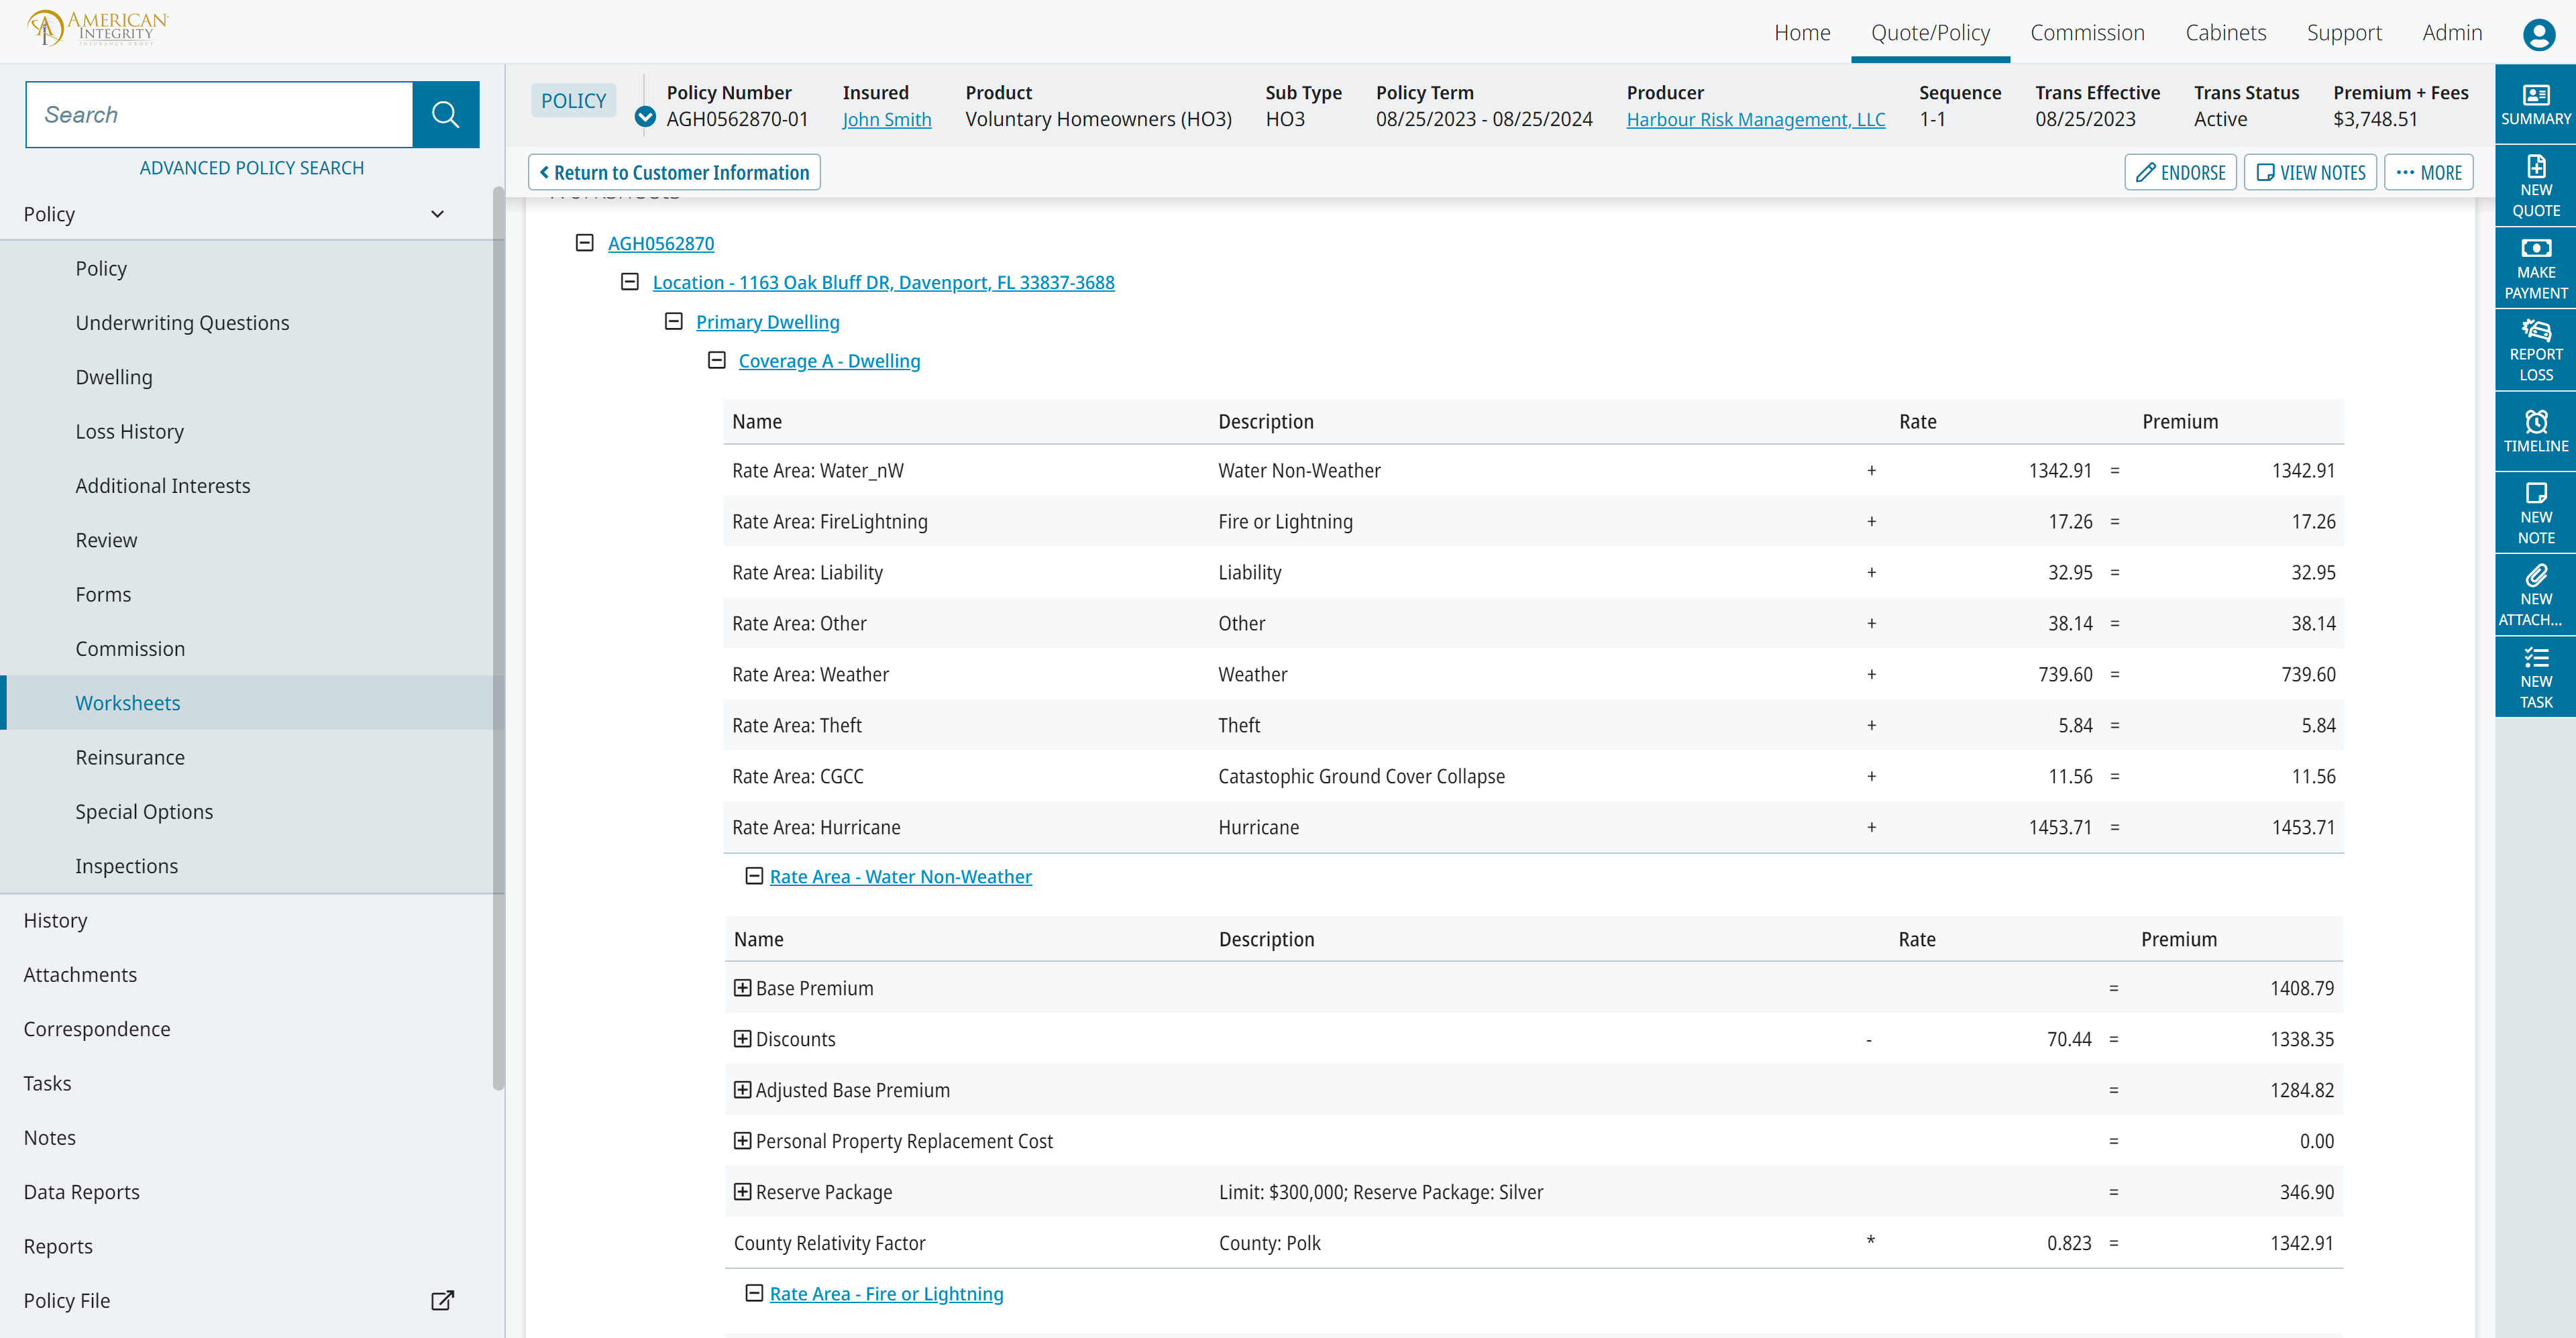 AMERICAN
INTEGRITY
INSURANCE GROUP
Home Quote/Policy Commission Cabinets Support Admin
Search
ADVANCED POLICY SEARCH
Policy
Policy
Underwriting Questions
Dwelling
Loss History
Additional Interests
Review
Forms
Commission
Worksheets
Reinsurance
Special Options
Inspections
History
Attachments
Correspondence
Tasks
Notes
Data Reports
Reports
Policy File
POLICY
Policy Number Insured Product Sub Type Policy Term Producer Sequence Trans Effective Trans Status Premium + Fees
AGH0562870-01 John Smith Voluntary Homeowners (HO3) HO3 08/25/2023 - 08/25/2024 Harbour Risk Management, LLC 1-1 08/25/2023 Active $3,748.51
Return to Customer Information
ENDORSE VIEW NOTES ··· MORE
AGH0562870
Location - 1163 Oak Bluff DR, Davenport, FL 33837-3688
Primary Dwelling
Coverage A - Dwelling
Name Description Rate Premium
Rate Area: Water_nW Water Non-Weather + 1342.91 = 1342.91
Rate Area: FireLightning Fire or Lightning + 17.26 = 17.26
Rate Area: Liability Liability + 32.95 = 32.95
Rate Area: Other Other + 38.14 = 38.14
Rate Area: Weather Weather + 739.60 = 739.60
Rate Area: Theft Theft + 5.84 = 5.84
Rate Area: CGCC Catastophic Ground Cover Collapse + 11.56 = 11.56
Rate Area: Hurricane Hurricane + 1453.71 = 1453.71
Rate Area - Water Non-Weather
Name Description Rate Premium
Base Premium = 1408.79
Discounts - 70.44 = 1338.35
Adjusted Base Premium = 1284.82
Personal Property Replacement Cost = 0.00
Reserve Package Limit: $300,000; Reserve Package: Silver = 346.90
County Relativity Factor County: Polk * 0.823 = 1342.91
Rate Area - Fire or Lightning
SUMMARY
NEW
QUOTE
MAKE
PAYMENT
REPORT
LOSS
TIMELINE
NEW
NOTE
NEW
ATTACH...
NEW
TASK